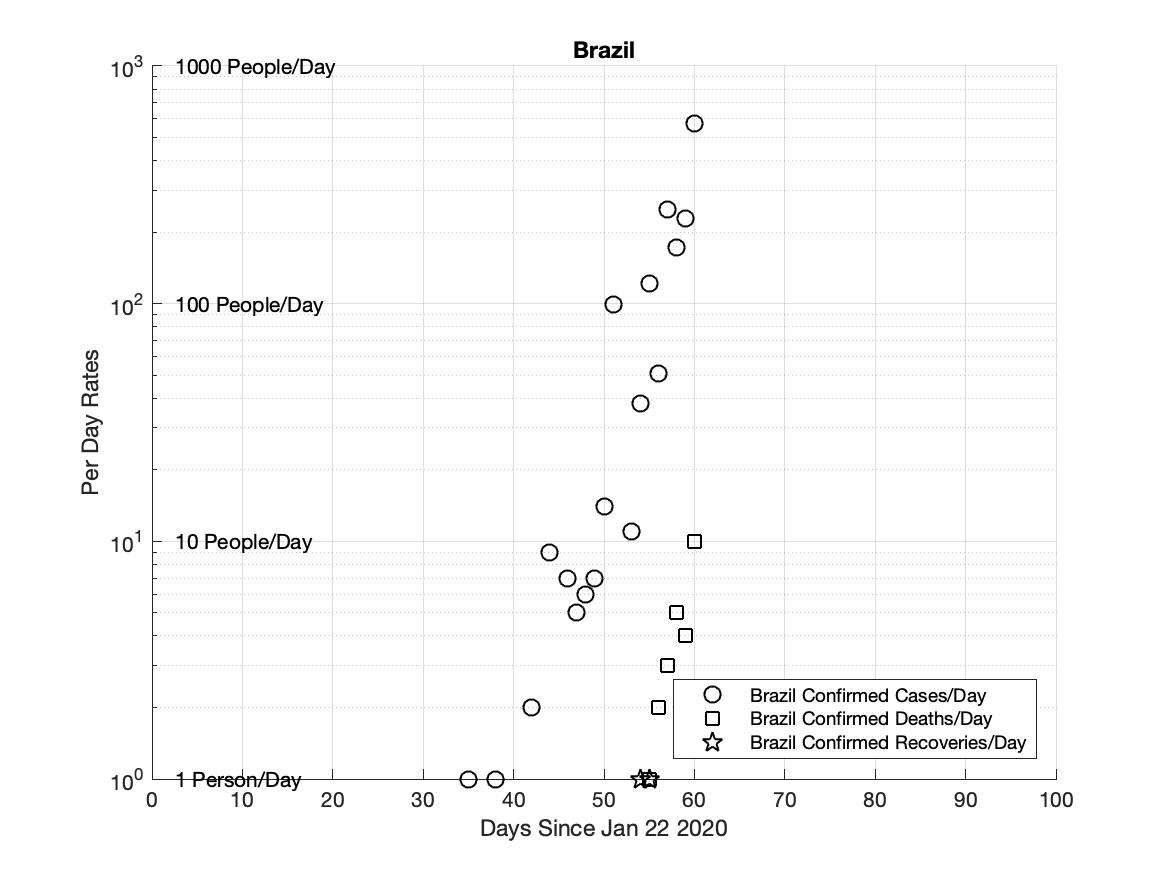 Brazil
10^3
1000 People/Day
10^2
100 People/Day
Per Day Rates
10^1
10 People/Day
Brazil Confirmed Cases/Day
Brazil Confirmed Deaths/Day
Brazil Confirmed Recoveries/Day
10^0
1 Person/Day
0 10 20 30 40 50 60 70 80 90 100
Days Since Jan 22 2020